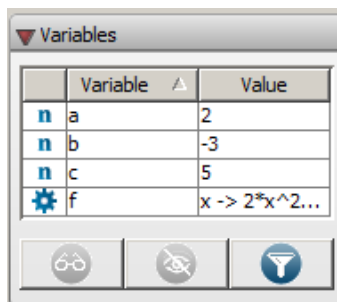 Variables
Variable Value
n a 2
n b -3
n c 5
f x -> 2*x^2...